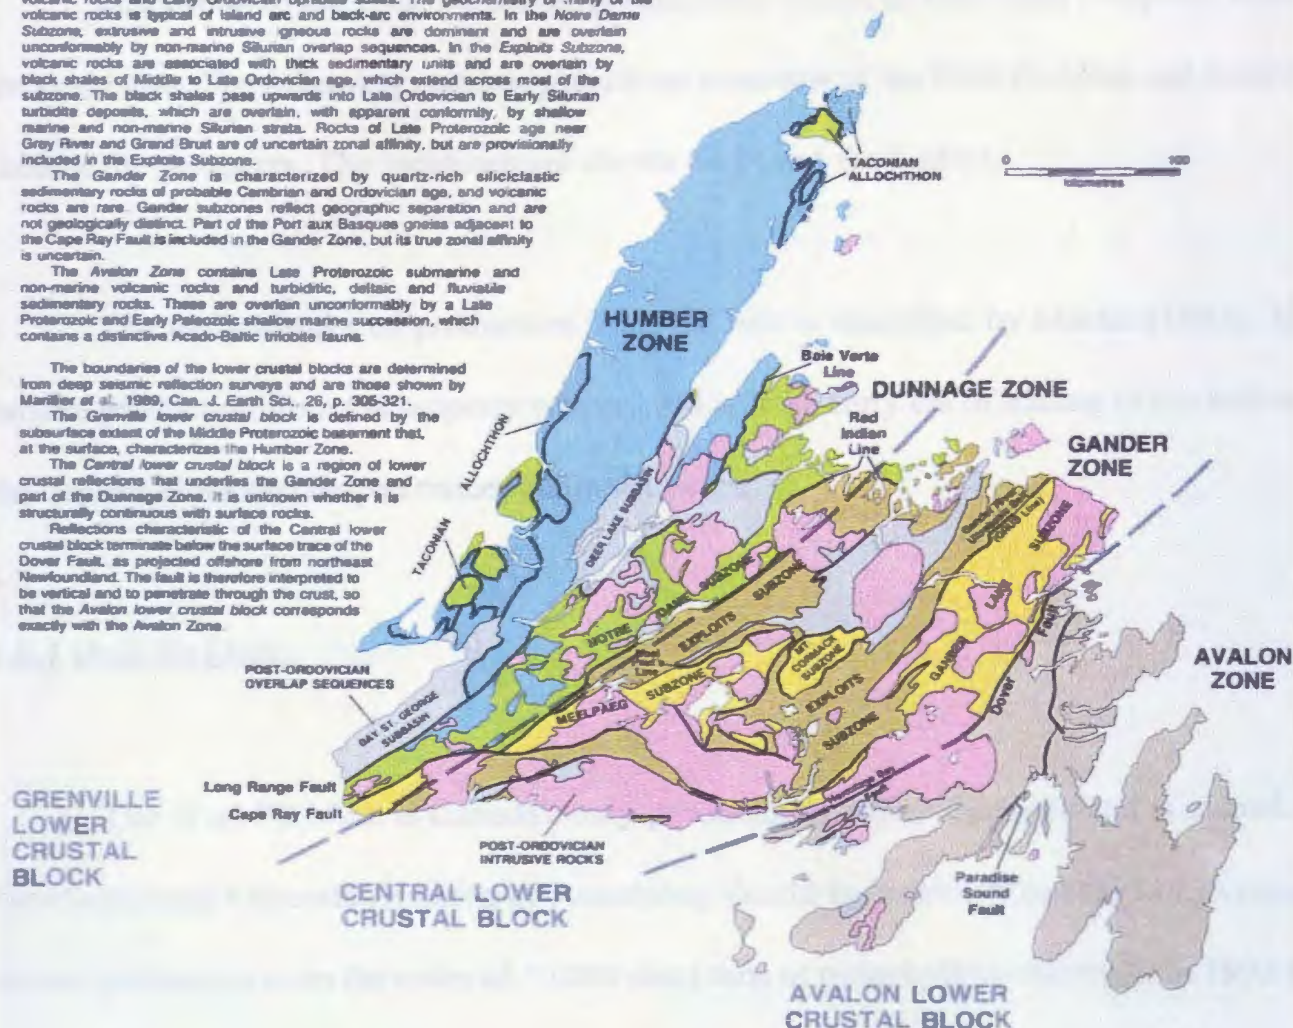 volcanic rocks and Early Ordovician ophiolite suites. The geochemistry of many of the
volcanic rocks is typical of island arc and back-arc environments. In the Notre Dame
Subzone, extrusive and intrusive igneous rocks are dominant and are overlain
unconformably by non-marine Silurian overlap sequences. In the Exploits Subzone,
volcanic rocks are associated with thick sedimentary units and are overlain by
black shales of Middle to Late Ordovician age, which extend across most of the
subzone. The black shales pass upwards into Late Ordovician to Early Silurian
turbidite deposits, which are overlain, with apparent conformity, by shallow
marine and non-marine Silurian strata. Rocks of Late Proterozoic age near
Grey River and Grand Bruit are of uncertain zonal affinity, but are provisionally
included in the Exploits Subzone.
The Gander Zone is characterized by quartz-rich siliciclastic
sedimentary rocks of probable Cambrian and Ordovician age, and volcanic
rocks are rare. Gander subzones reflect geographic separation and are
not geologically distinct. Part of the Port aux Basques gneiss adjacent to
the Cape Ray Fault is included in the Gander Zone, but its true zonal affinity
is uncertain.
The Avalon Zone contains Late Proterozoic submarine and
non-marine volcanic rocks and turbiditic, deltaic and fluviatile
sedimentary rocks. These are overlain unconformably by a Late
Proterozoic and Early Paleozoic shallow marine succession, which
contains a distinctive Acado-Baltic trilobite fauna.
The boundaries of the lower crustal blocks are determined
from deep seismic reflection surveys and are those shown by
Marillier et al., 1989, Can. J. Earth Sci. 26, p. 305-321.
The Grenville lower crustal block is defined by the
subsurface extent of the Middle Proterozoic basement that,
at the surface, characterizes the Humber Zone.
The Central lower crustal block is a region of lower
crustal reflections that underlies the Gander Zone and
part of the Dunnage Zone. It is unknown whether it is
structurally continuous with surface rocks.
Reflections characteristic of the Central lower
crustal block terminate below the surface trace of the
Dover Fault, as projected offshore from northeast
Newfoundland. The fault is therefore interpreted to
be vertical and to penetrate through the crust, so
that the Avalon lower crustal block corresponds
exactly with the Avalon Zone.
TACONIAN
ALLOCHTHON
0 100
kilometres
HUMBER
ZONE
Baie Verte
Line
DUNNAGE ZONE
Red
Indian
Line
GANDER
ZONE
TACONIAN
ALLOCHTHON
DEER LAKE SUBBASIN
NOTRE DAME SUBZONE
EXPLOITS SUBZONE
MT
CORMACK
SUBZONE
MEELPAEG SUBZONE
EXPLOITS
SUBZONE
GANDER LAKE SUBZONE
Dover Fault
AVALON
ZONE
POST-ORDOVICIAN
OVERLAP SEQUENCES
BAY ST. GEORGE
SUBBASIN
Long Range Fault
Cape Ray Fault
GRENVILLE
LOWER
CRUSTAL
BLOCK
POST-ORDOVICIAN
INTRUSIVE ROCKS
CENTRAL LOWER
CRUSTAL BLOCK
Paradise
Sound
Fault
AVALON LOWER
CRUSTAL BLOCK